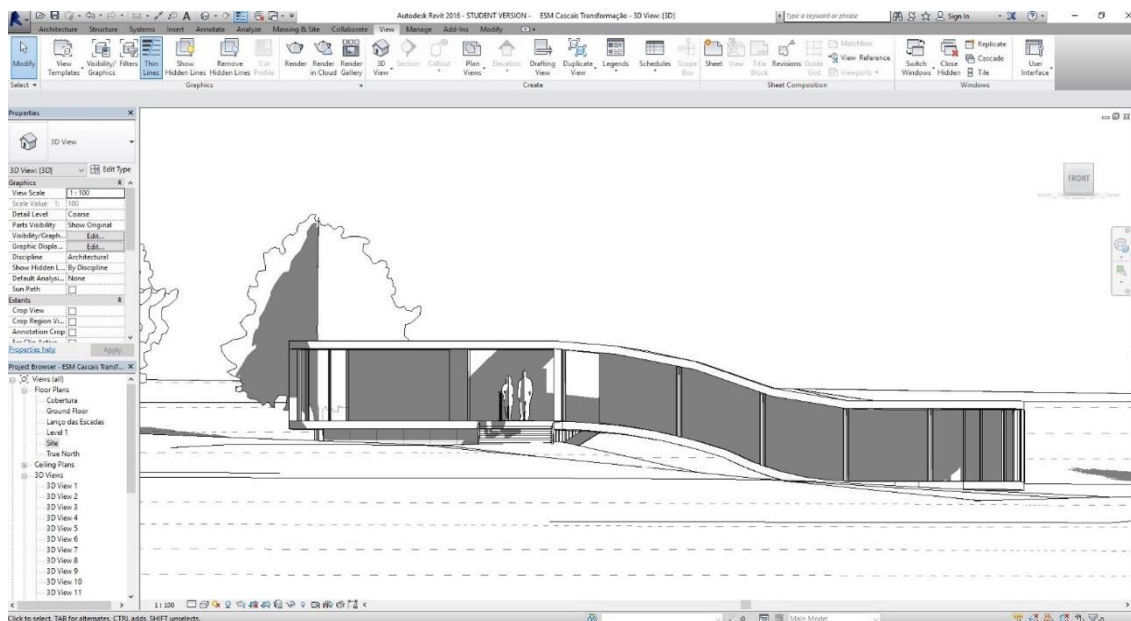 Autodesk Revit 2016 - STUDENT VERSION - ESM Cascais Transformação - 3D View: {3D}
Type a keyword or phrase
Sign In
Architecture Structure Systems Insert Annotate Analyze Massing & Site Collaborate View Manage Add-Ins Modify
Modify
View Templates
Visibility/ Graphics
Filters
Thin Lines
Show Hidden Lines
Remove Hidden Lines
Cut Profile
Render
Render in Cloud
Render Gallery
3D View
Section
Callout
Plan Views
Elevation
Drafting View
Duplicate View
Legends
Schedules
Scope Box
Sheet
View
Title Block
Revisions
Guide Grid
Matchline
View Reference
Viewports
Switch Windows
Close Hidden
Replicate
Cascade
Tile
User Interface
Select
Graphics
Create
Sheet Composition
Windows
Properties
3D View
3D View: {3D}
Edit Type
Graphics
View Scale 1 : 100
Scale Value 1: 100
Detail Level Coarse
Parts Visibility Show Original
Visibility/Graph... Edit...
Graphic Displa... Edit...
Discipline Architectural
Show Hidden L... By Discipline
Default Analysi... None
Sun Path
Extents
Crop View
Crop Region Vi...
Annotation Crop
Properties help
Apply
Project Browser - ESM Cascais Transf...
Views (all)
Floor Plans
Cobertura
Ground Floor
Lanço das Escadas
Level 1
Site
True North
Ceiling Plans
3D Views
3D View 1
3D View 2
3D View 3
3D View 4
3D View 5
3D View 6
3D View 7
3D View 8
3D View 9
3D View 10
3D View 11
FRONT
1 : 100
Click to select, TAB for alternates, CTRL adds, SHIFT unselects.
:0
Main Model